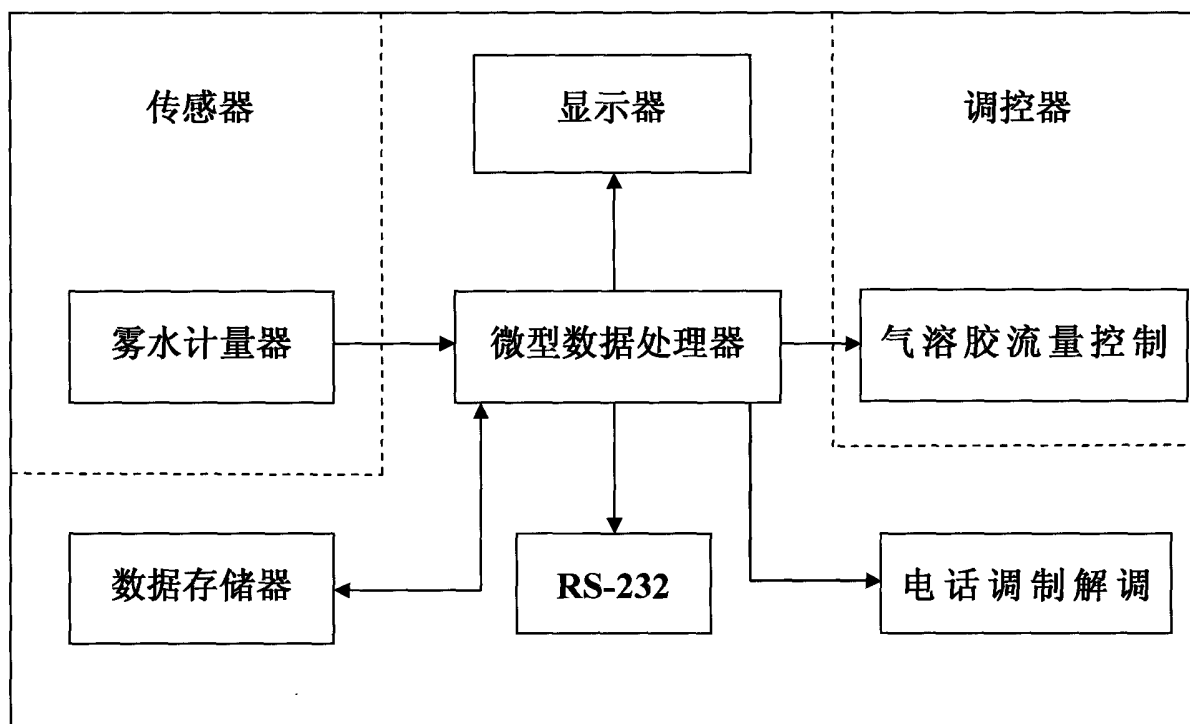 传感器
显示器
调控器
雾水计量器
微型数据处理器
气溶胶流量控制
数据存储器
RS-232
电话调制解调